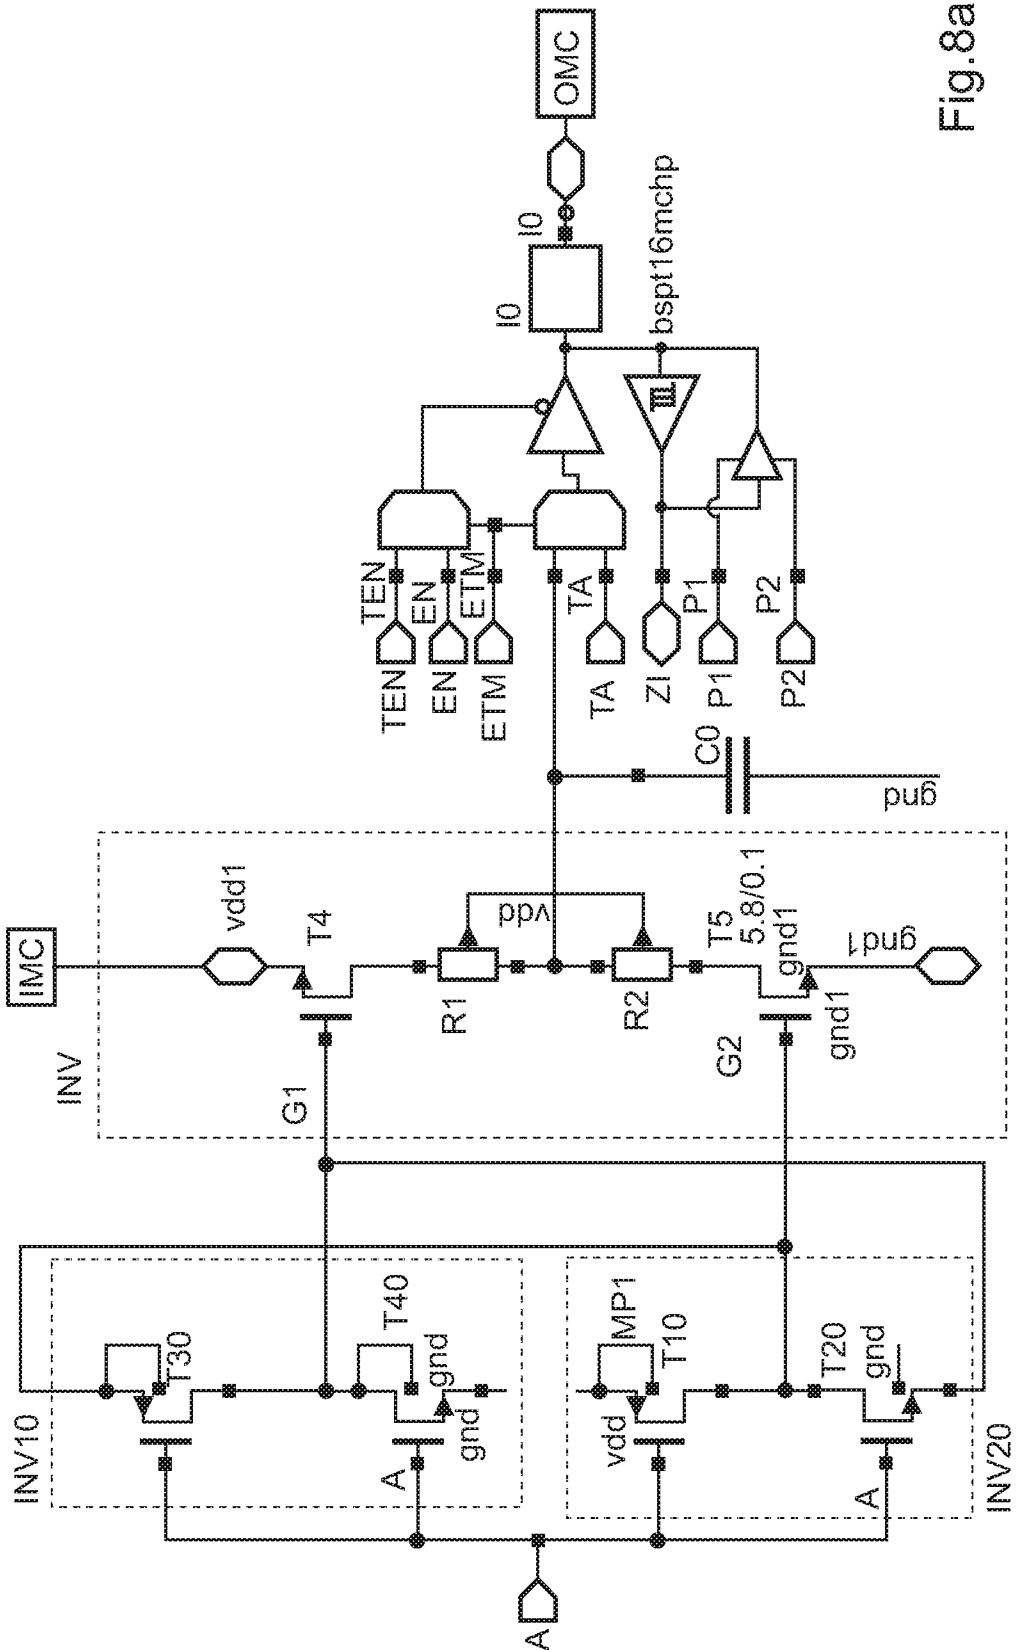 Fig.8a
OMC
I0
I0
bspt16mchp
TEN
TEN
EN
EN
ETM
ETM
TA
TA
ZI
P1
P1
P2
P2
C0
gnd
IMC
vdd1
INV
T4
R1
vdd
R2
T5
5.8/0.1
gnd1
gnd1
gnd1
G1
G2
INV10
T30
T40
gnd
gnd
A
MP1
T10
vdd
T20
gnd
A
INV20
A